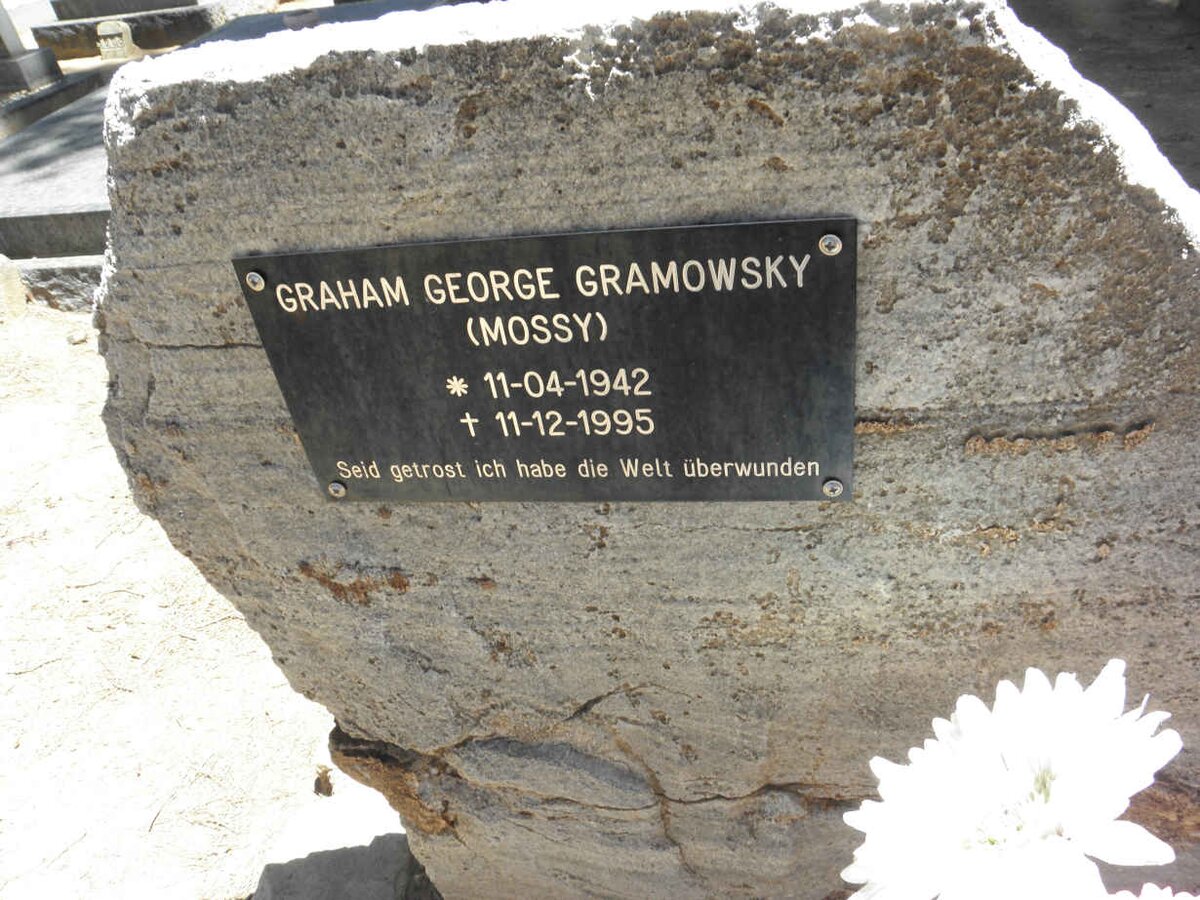 GRAHAM GEORGE GRAMOWSKY
(MOSSY)
* 11-04-1942
† 11-12-1995
Seid getrost ich habe die Welt überwunden